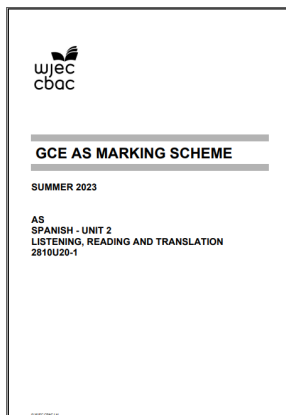 wjec
cbac
GCE AS MARKING SCHEME
SUMMER 2023
AS
SPANISH - UNIT 2
LISTENING, READING AND TRANSLATION
2810U20-1